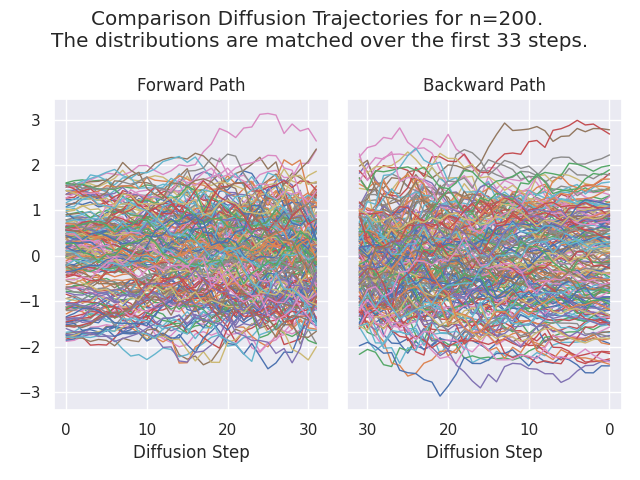 Comparison Diffusion Trajectories for n=200.
The distributions are matched over the first 33 steps.
Forward Path
Backward Path
3
2
1
0
−1
−2
−3
0 10 20 30
30 20 10 0
Diffusion Step
Diffusion Step